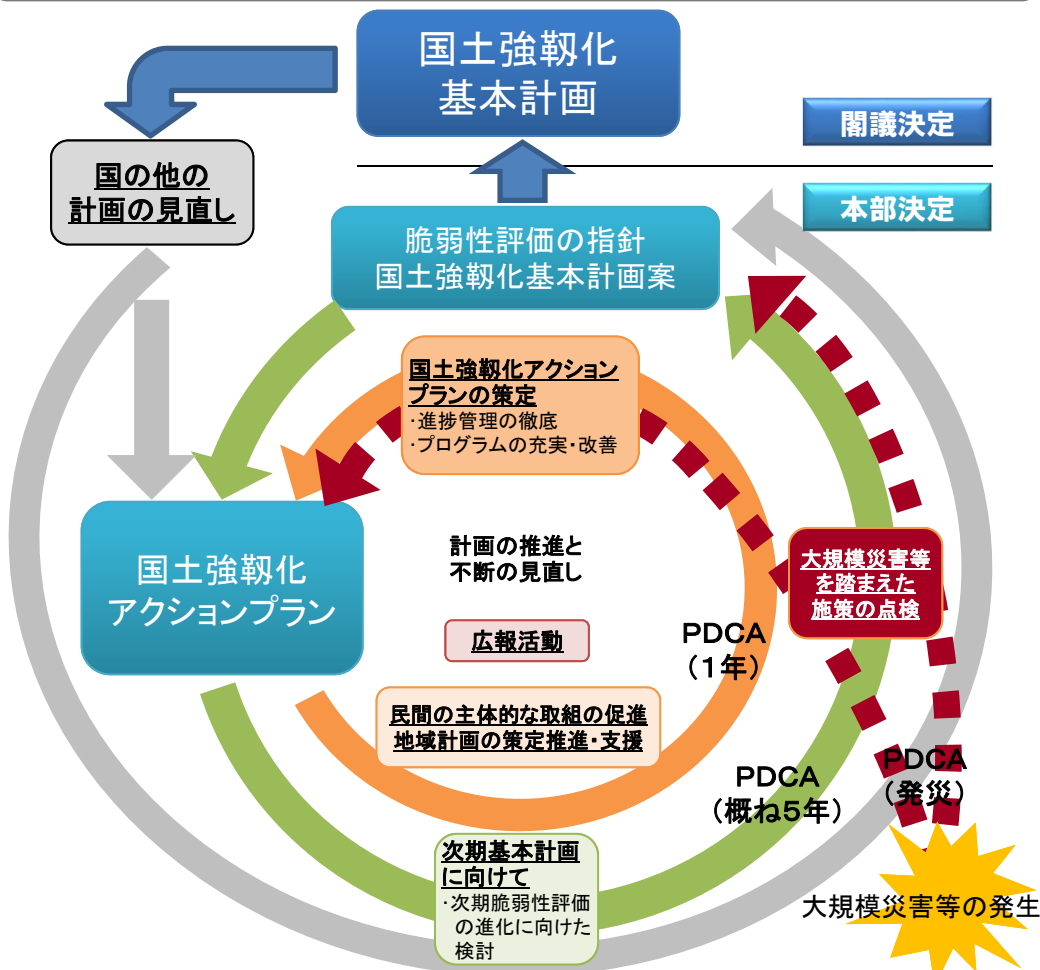 国土強靱化
基本計画
閣議決定
国の他の
計画の見直し
本部決定
脆弱性評価の指針
国土強靱化基本計画案
国土強靱化アクション
プランの策定
・進捗管理の徹底
・プログラムの充実・改善
国土強靱化
アクションプラン
計画の推進と
不断の見直し
大規模災害等
を踏まえた
施策の点検
広報活動
PDCA
（1年）
民間の主体的な取組の促進
地域計画の策定推進・支援
PDCA
（概ね5年）
PDCA
（発災）
次期基本計画
に向けて
・次期脆弱性評価
の進化に向けた
検討
大規模災害等の発生